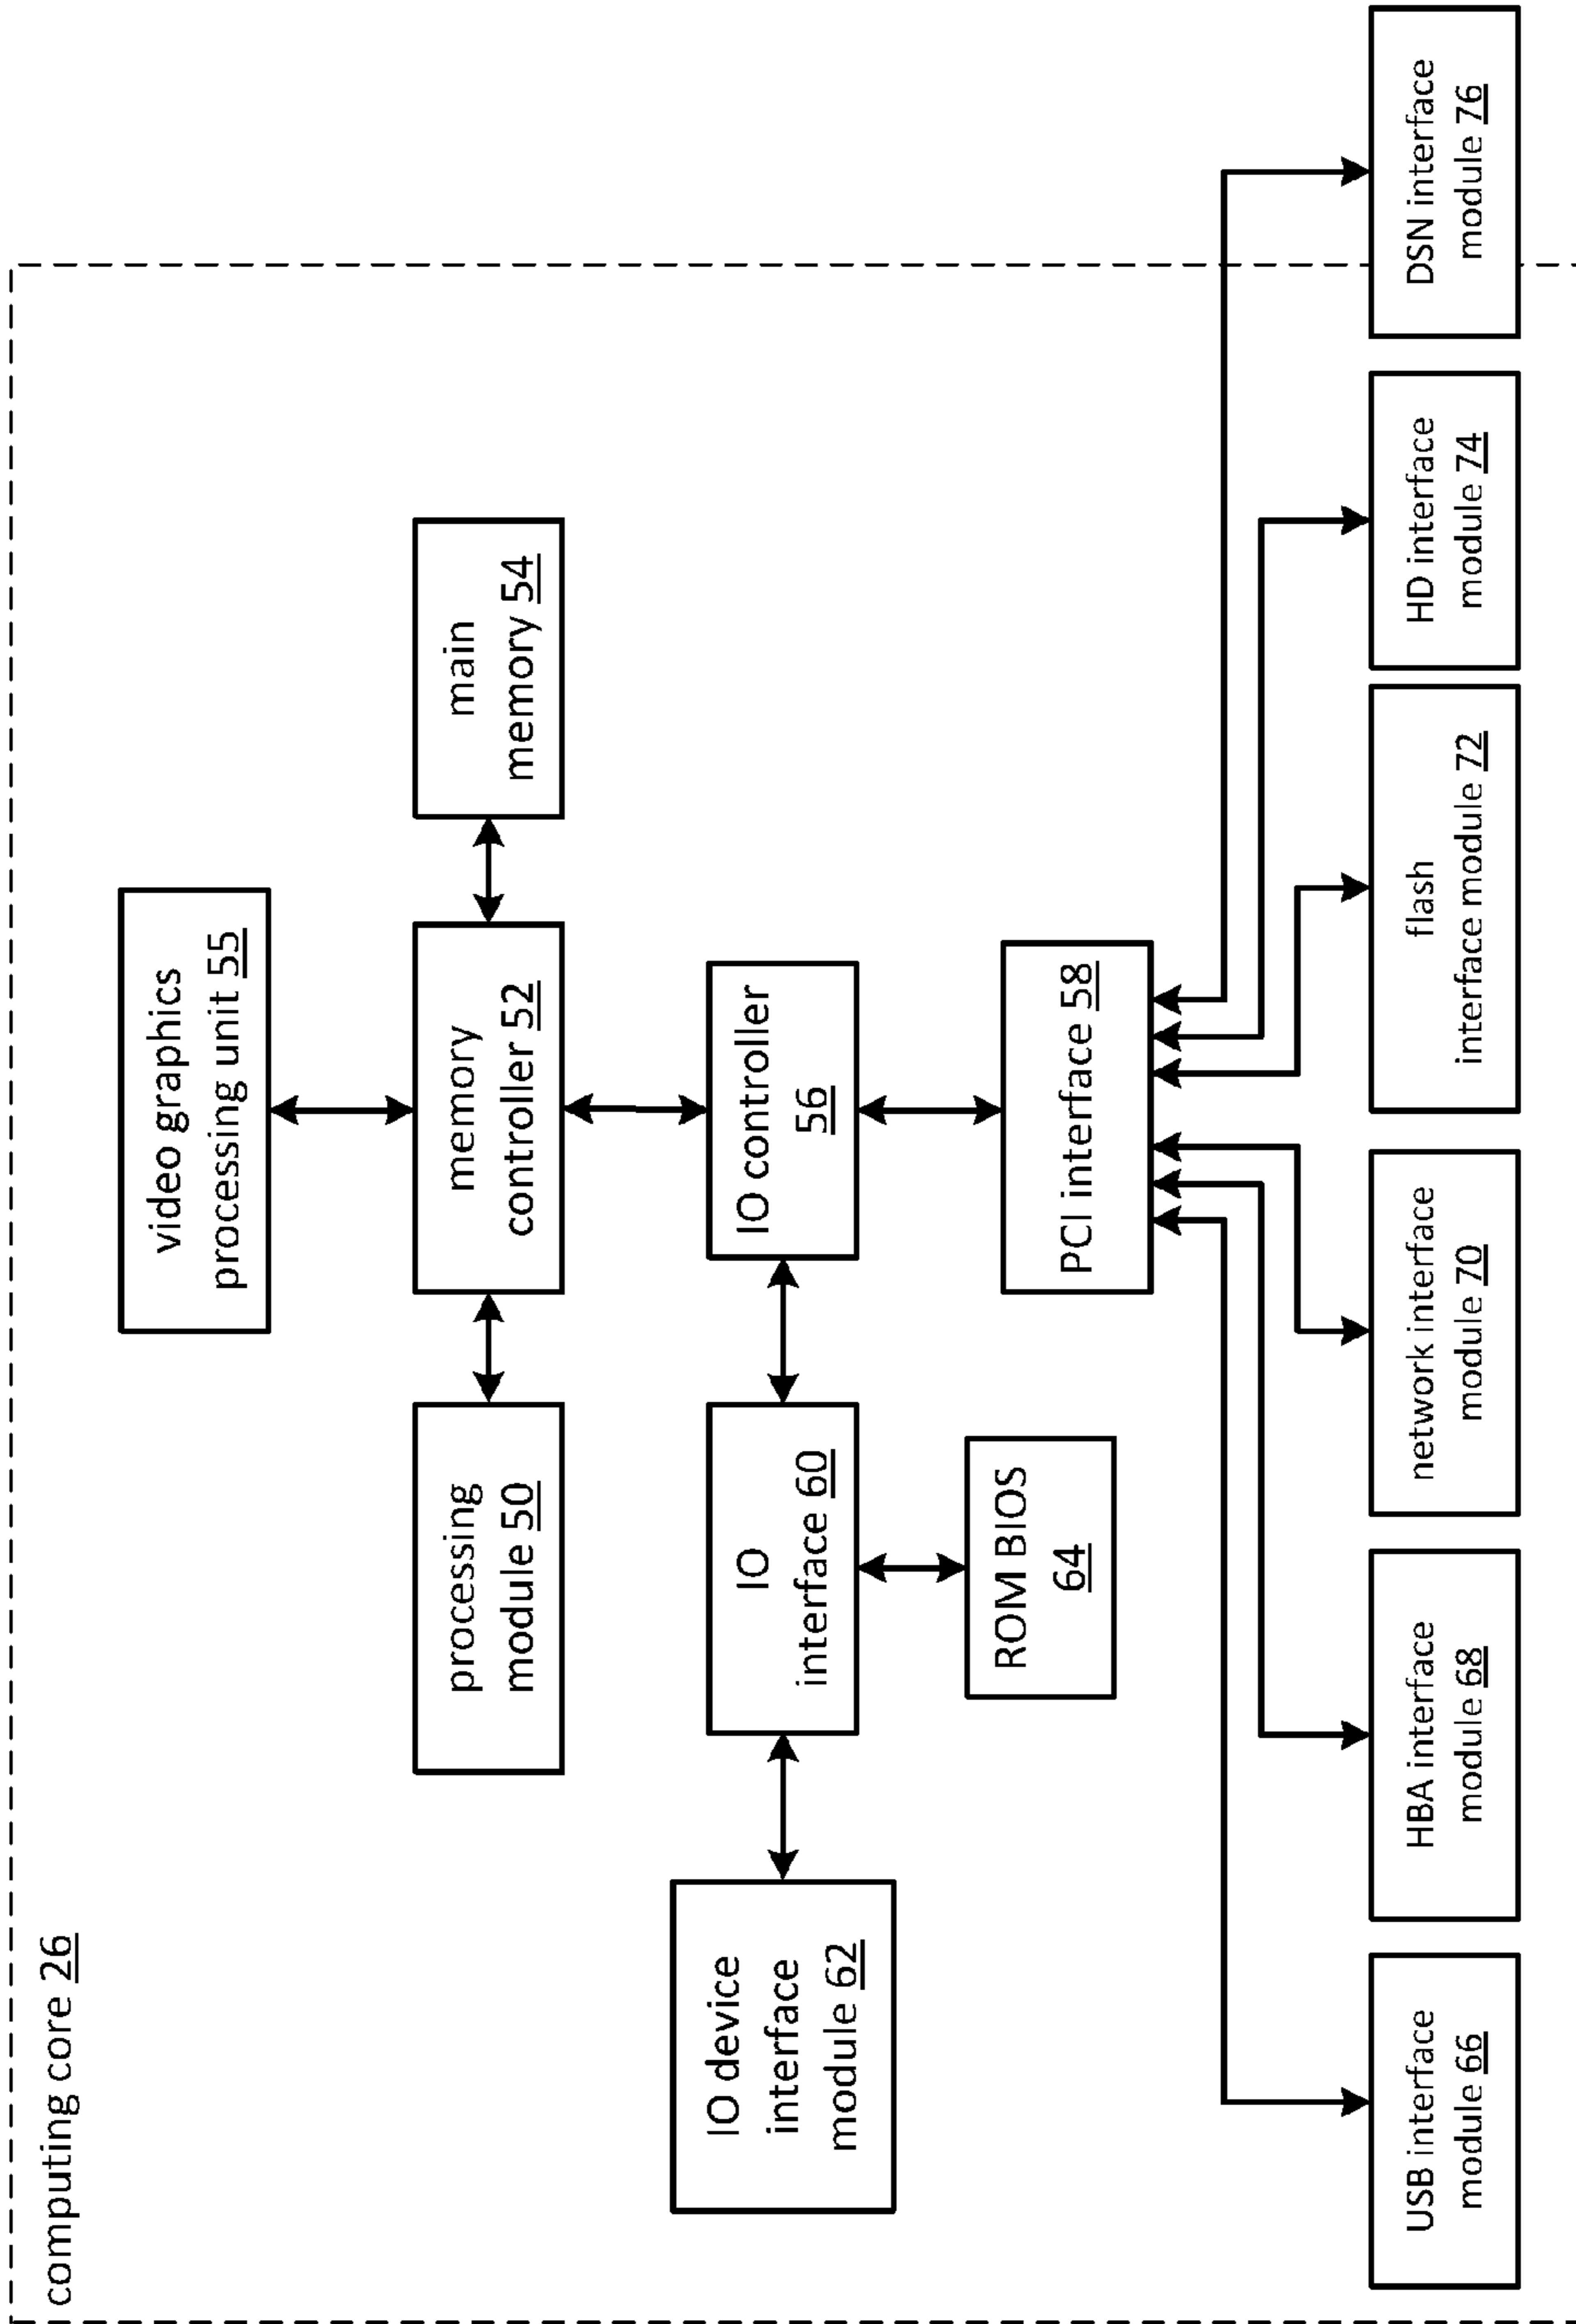 computing core 26
video graphics
processing unit 55
processing
module 50
memory
controller 52
main
memory 54
IO device
interface
module 62
IO
interface 60
IO controller
56
ROM BIOS
64
PCI interface 58
USB interface
module 66
HBA interface
module 68
network interface
module 70
flash
interface module 72
HD interface
module 74
DSN interface
module 76